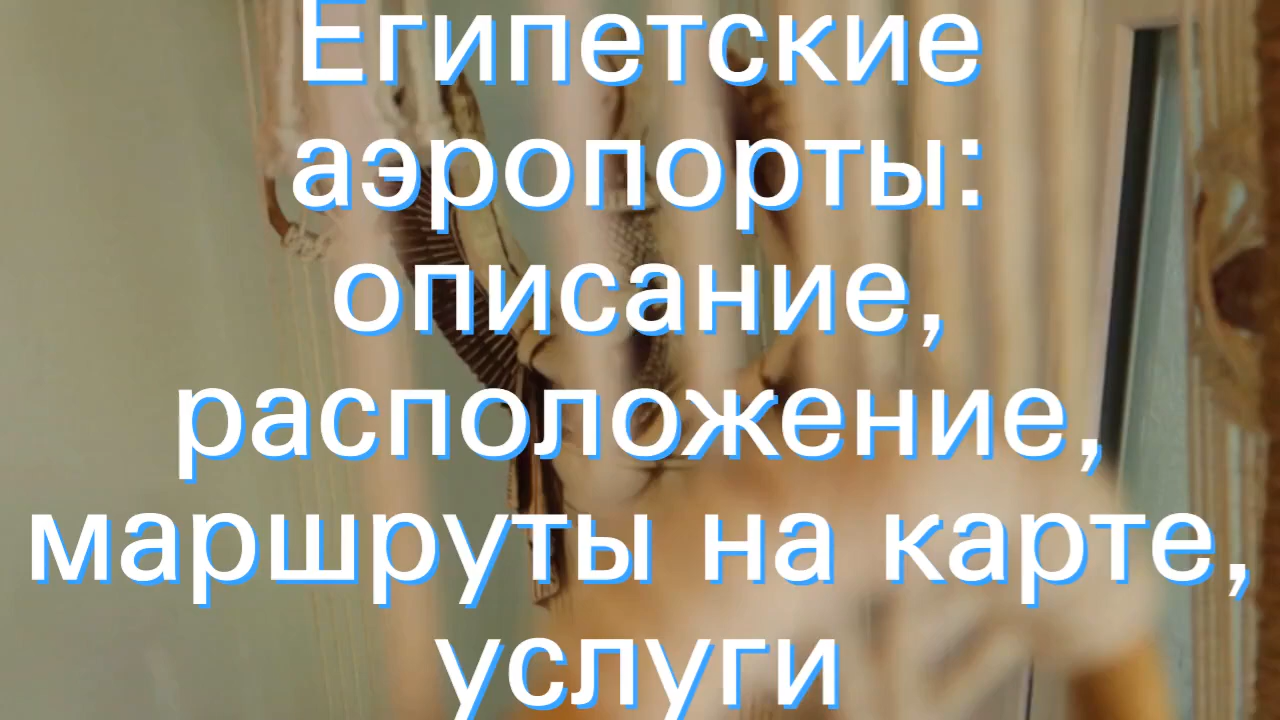 Египетские
аэропорты:
описание,
расположение,
маршруты на карте,
услуги